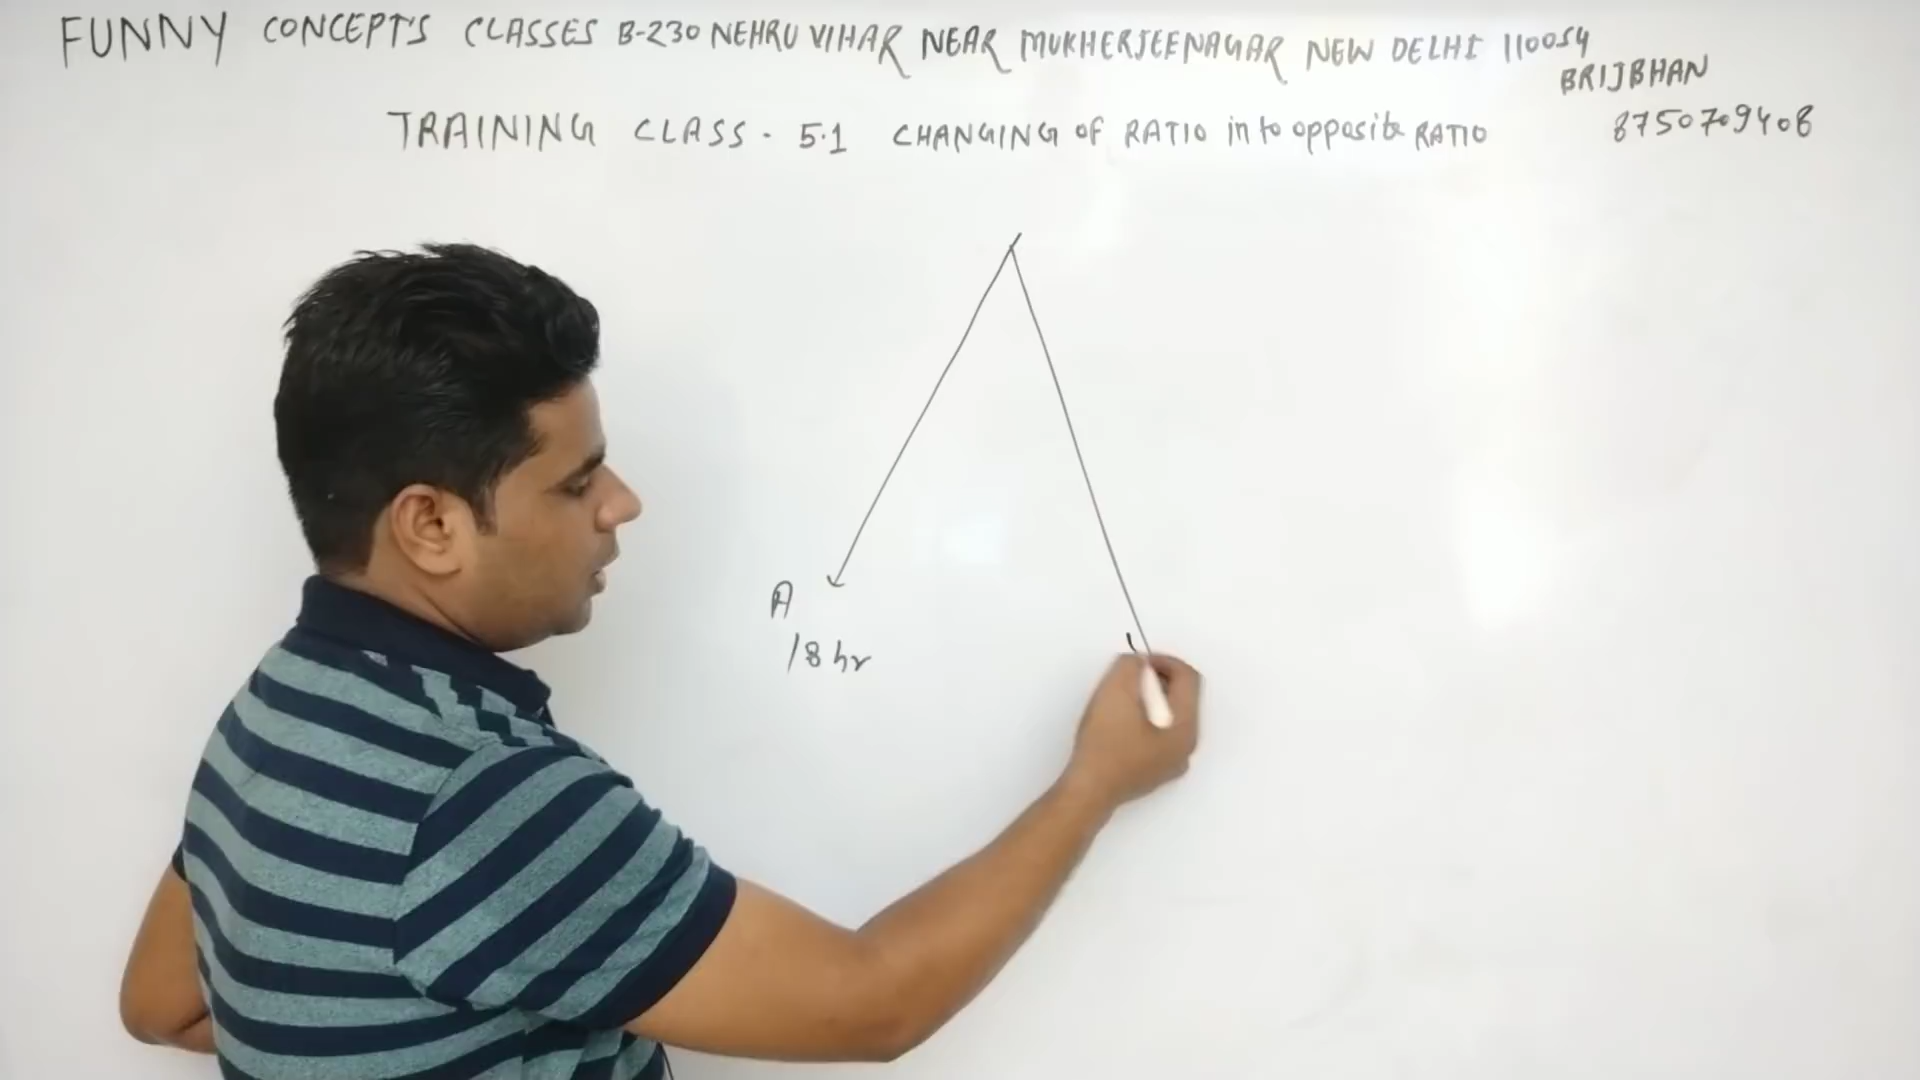 FUNNY CONCEPT'S CLASSES B-230 NEHRU VIHAR NEAR MUKHERJEENAGAR NEW DELHI 110054
BRIJBHAN
8750709408
TRAINING CLASS - 5.1 CHANGING OF RATIO in to opposite RATIO
A
18 hr